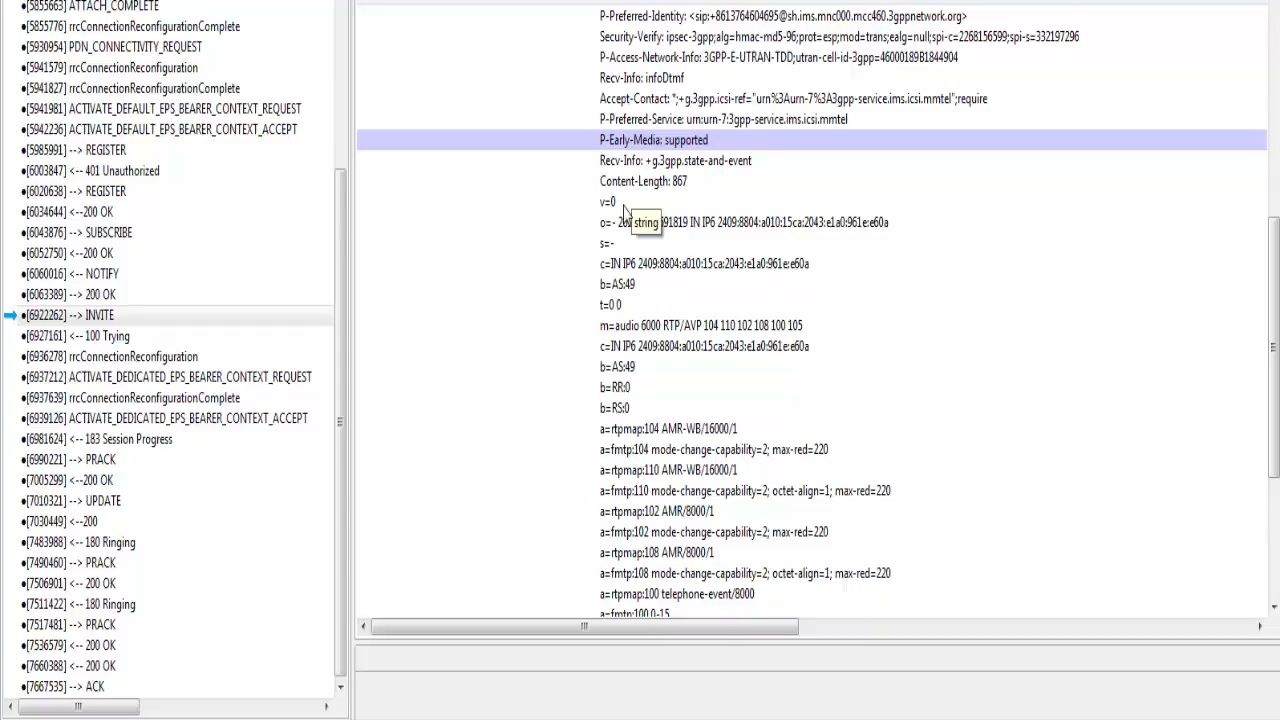 ●[5855663] ATTACH_COMPLETE
●[5855776] rrcConnectionReconfigurationComplete
●[5930954] PDN_CONNECTIVITY_REQUEST
●[5941579] rrcConnectionReconfiguration
●[5941827] rrcConnectionReconfigurationComplete
●[5941981] ACTIVATE_DEFAULT_EPS_BEARER_CONTEXT_REQUEST
●[5942236] ACTIVATE_DEFAULT_EPS_BEARER_CONTEXT_ACCEPT
●[5985991] --> REGISTER
●[6003847] <-- 401 Unauthorized
●[6020638] --> REGISTER
●[6034644] <--200 OK
●[6043876] --> SUBSCRIBE
●[6052750] <--200 OK
●[6060016] <-- NOTIFY
●[6063389] --> 200 OK
●[6922262] --> INVITE
●[6927161] <-- 100 Trying
●[6936278] rrcConnectionReconfiguration
●[6937212] ACTIVATE_DEDICATED_EPS_BEARER_CONTEXT_REQUEST
●[6937639] rrcConnectionReconfigurationComplete
●[6939126] ACTIVATE_DEDICATED_EPS_BEARER_CONTEXT_ACCEPT
●[6981624] <-- 183 Session Progress
●[6990221] --> PRACK
●[7005299] <--200 OK
●[7010321] --> UPDATE
●[7030449] <--200
●[7483988] <-- 180 Ringing
●[7490460] --> PRACK
●[7506901] <-- 200 OK
●[7511422] <-- 180 Ringing
●[7517481] --> PRACK
●[7536579] <-- 200 OK
●[7660388] <-- 200 OK
●[7667535] --> ACK
P-Preferred-Identity: <sip:+8613764604695@sh.ims.mnc000.mcc460.3gppnetwork.org>
Security-Verify: ipsec-3gpp;alg=hmac-md5-96;prot=esp;mod=trans;ealg=null;spi-c=2268156599;spi-s=332197296
P-Access-Network-Info: 3GPP-E-UTRAN-TDD;utran-cell-id-3gpp=46000189B1844904
Recv-Info: infoDtmf
Accept-Contact: *;+g.3gpp.icsi-ref="urn%3Aurn-7%3A3gpp-service.ims.icsi.mmtel";require
P-Preferred-Service: urn:urn-7:3gpp-service.ims.icsi.mmtel
P-Early-Media: supported
Recv-Info: +g.3gpp.state-and-event
Content-Length: 867
v=0
o=- IN IP6 2409:8804:a010:15ca:2043:e1a0:961e:e60a
string
s=-
c=IN IP6 2409:8804:a010:15ca:2043:e1a0:961e:e60a
b=AS:49
t=0 0
m=audio 6000 RTP/AVP 104 110 102 108 100 105
c=IN IP6 2409:8804:a010:15ca:2043:e1a0:961e:e60a
b=AS:49
b=RR:0
b=RS:0
a=rtpmap:104 AMR-WB/16000/1
a=fmtp:104 mode-change-capability=2; max-red=220
a=rtpmap:110 AMR-WB/16000/1
a=fmtp:110 mode-change-capability=2; octet-align=1; max-red=220
a=rtpmap:102 AMR/8000/1
a=fmtp:102 mode-change-capability=2; max-red=220
a=rtpmap:108 AMR/8000/1
a=fmtp:108 mode-change-capability=2; octet-align=1; max-red=220
a=rtpmap:100 telephone-event/8000
a=fmtp:100 0-15